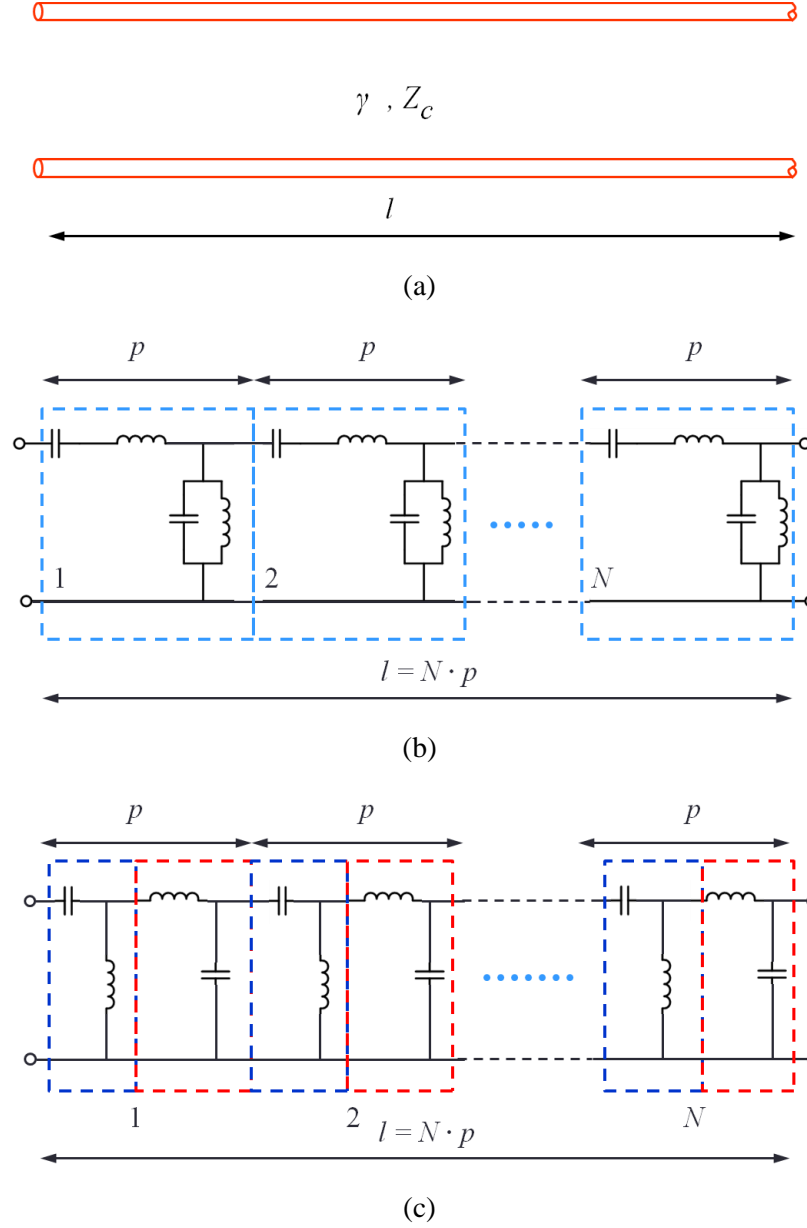 γ , Z_c
l
(a)
p p p
1 2 N
l = N · p
(b)
p p p
1 2 N
l = N · p
(c)